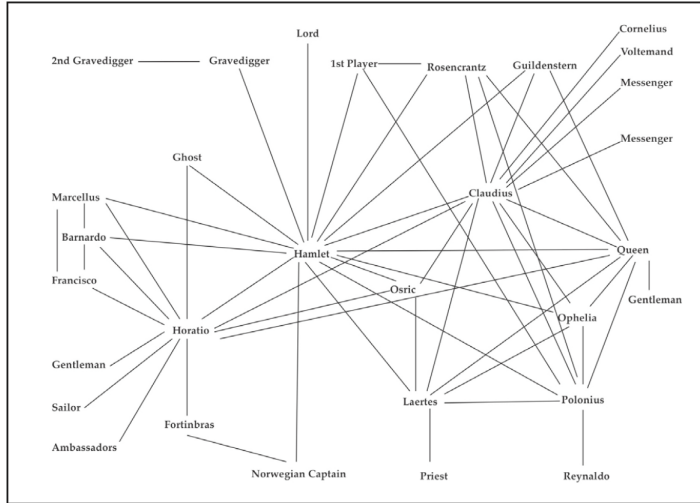 Lord
Cornelius
Voltemand
2nd Gravedigger
Gravedigger
1st Player
Rosencrantz
Guildenstern
Messenger
Messenger
Ghost
Marcellus
Claudius
Barnardo
Hamlet
Queen
Francisco
Osric
Gentleman
Ophelia
Horatio
Gentleman
Laertes
Polonius
Sailor
Fortinbras
Ambassadors
Norwegian Captain
Priest
Reynaldo